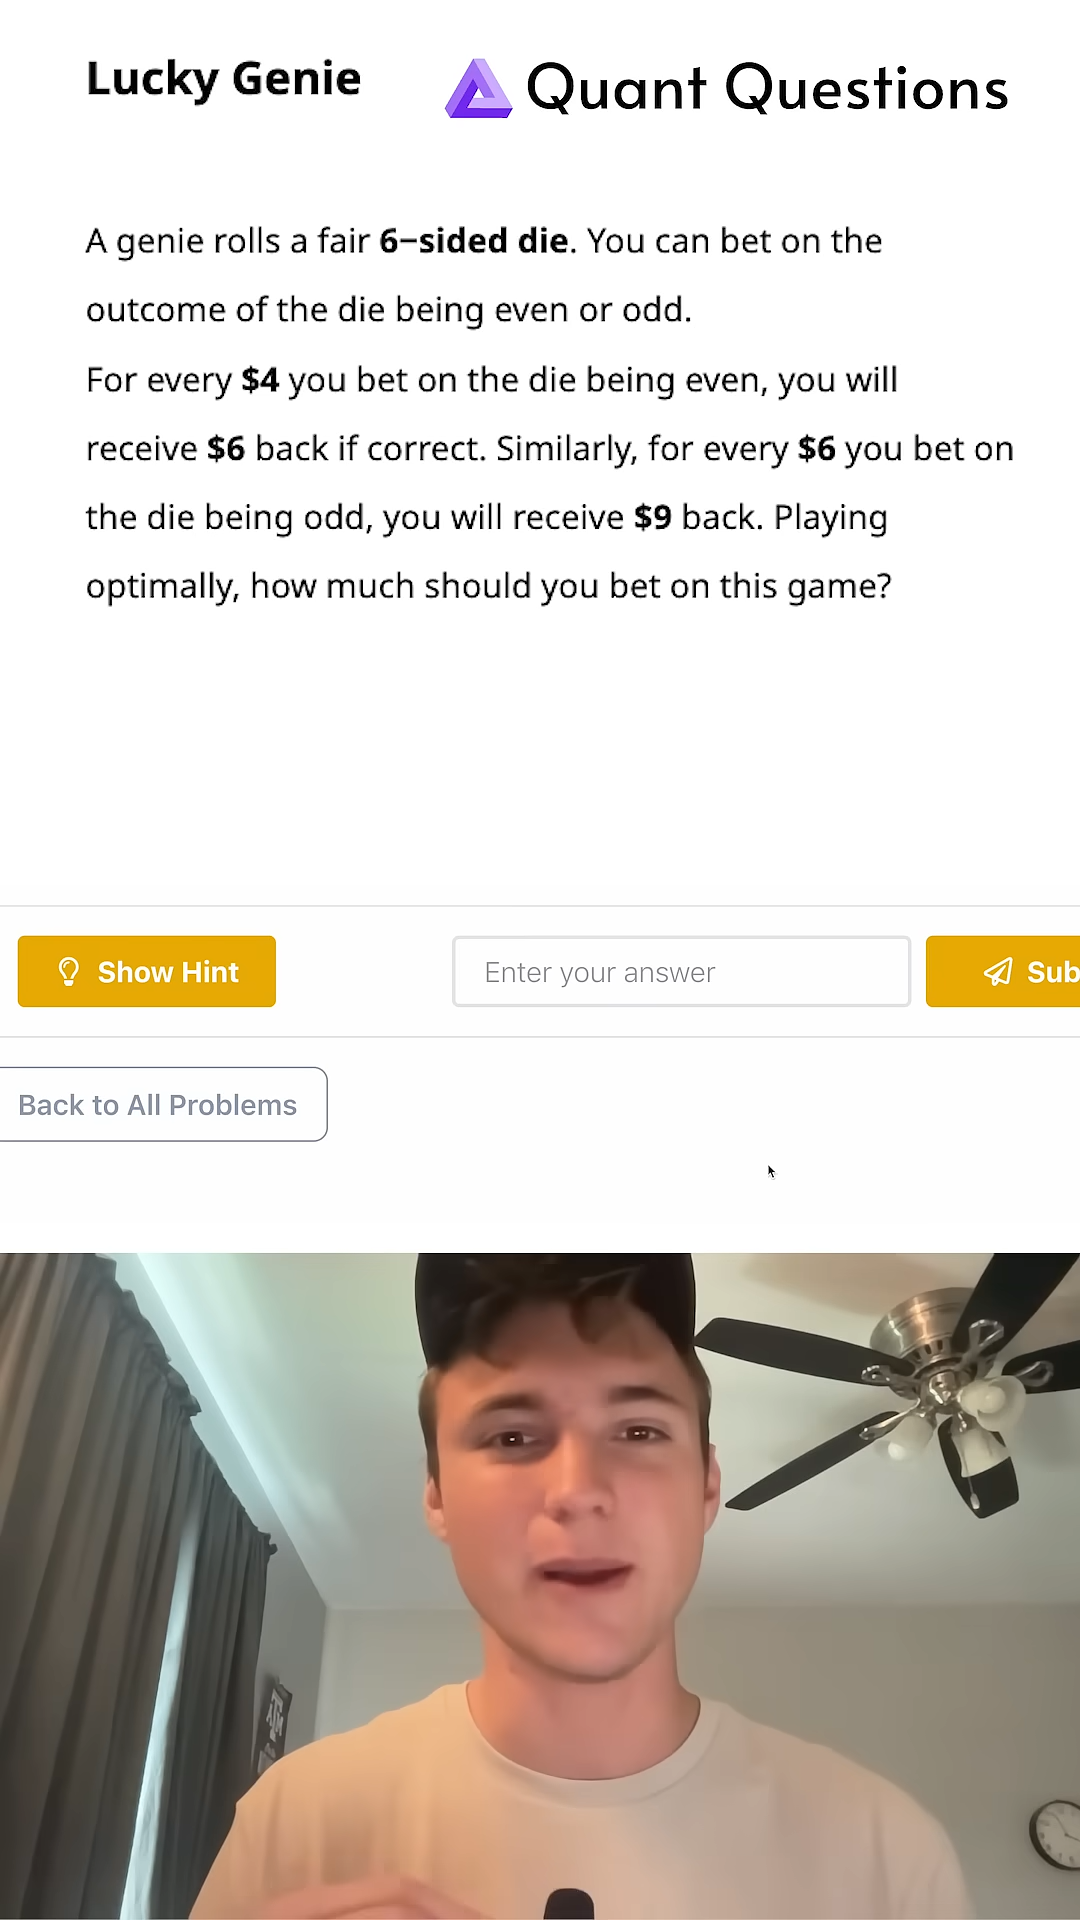 Lucky Genie
Quant Questions
A genie rolls a fair 6−sided die. You can bet on the
outcome of the die being even or odd.
For every $4 you bet on the die being even, you will
receive $6 back if correct. Similarly, for every $6 you bet on
the die being odd, you will receive $9 back. Playing
optimally, how much should you bet on this game?
Show Hint
Enter your answer
Sub
Back to All Problems
ATM